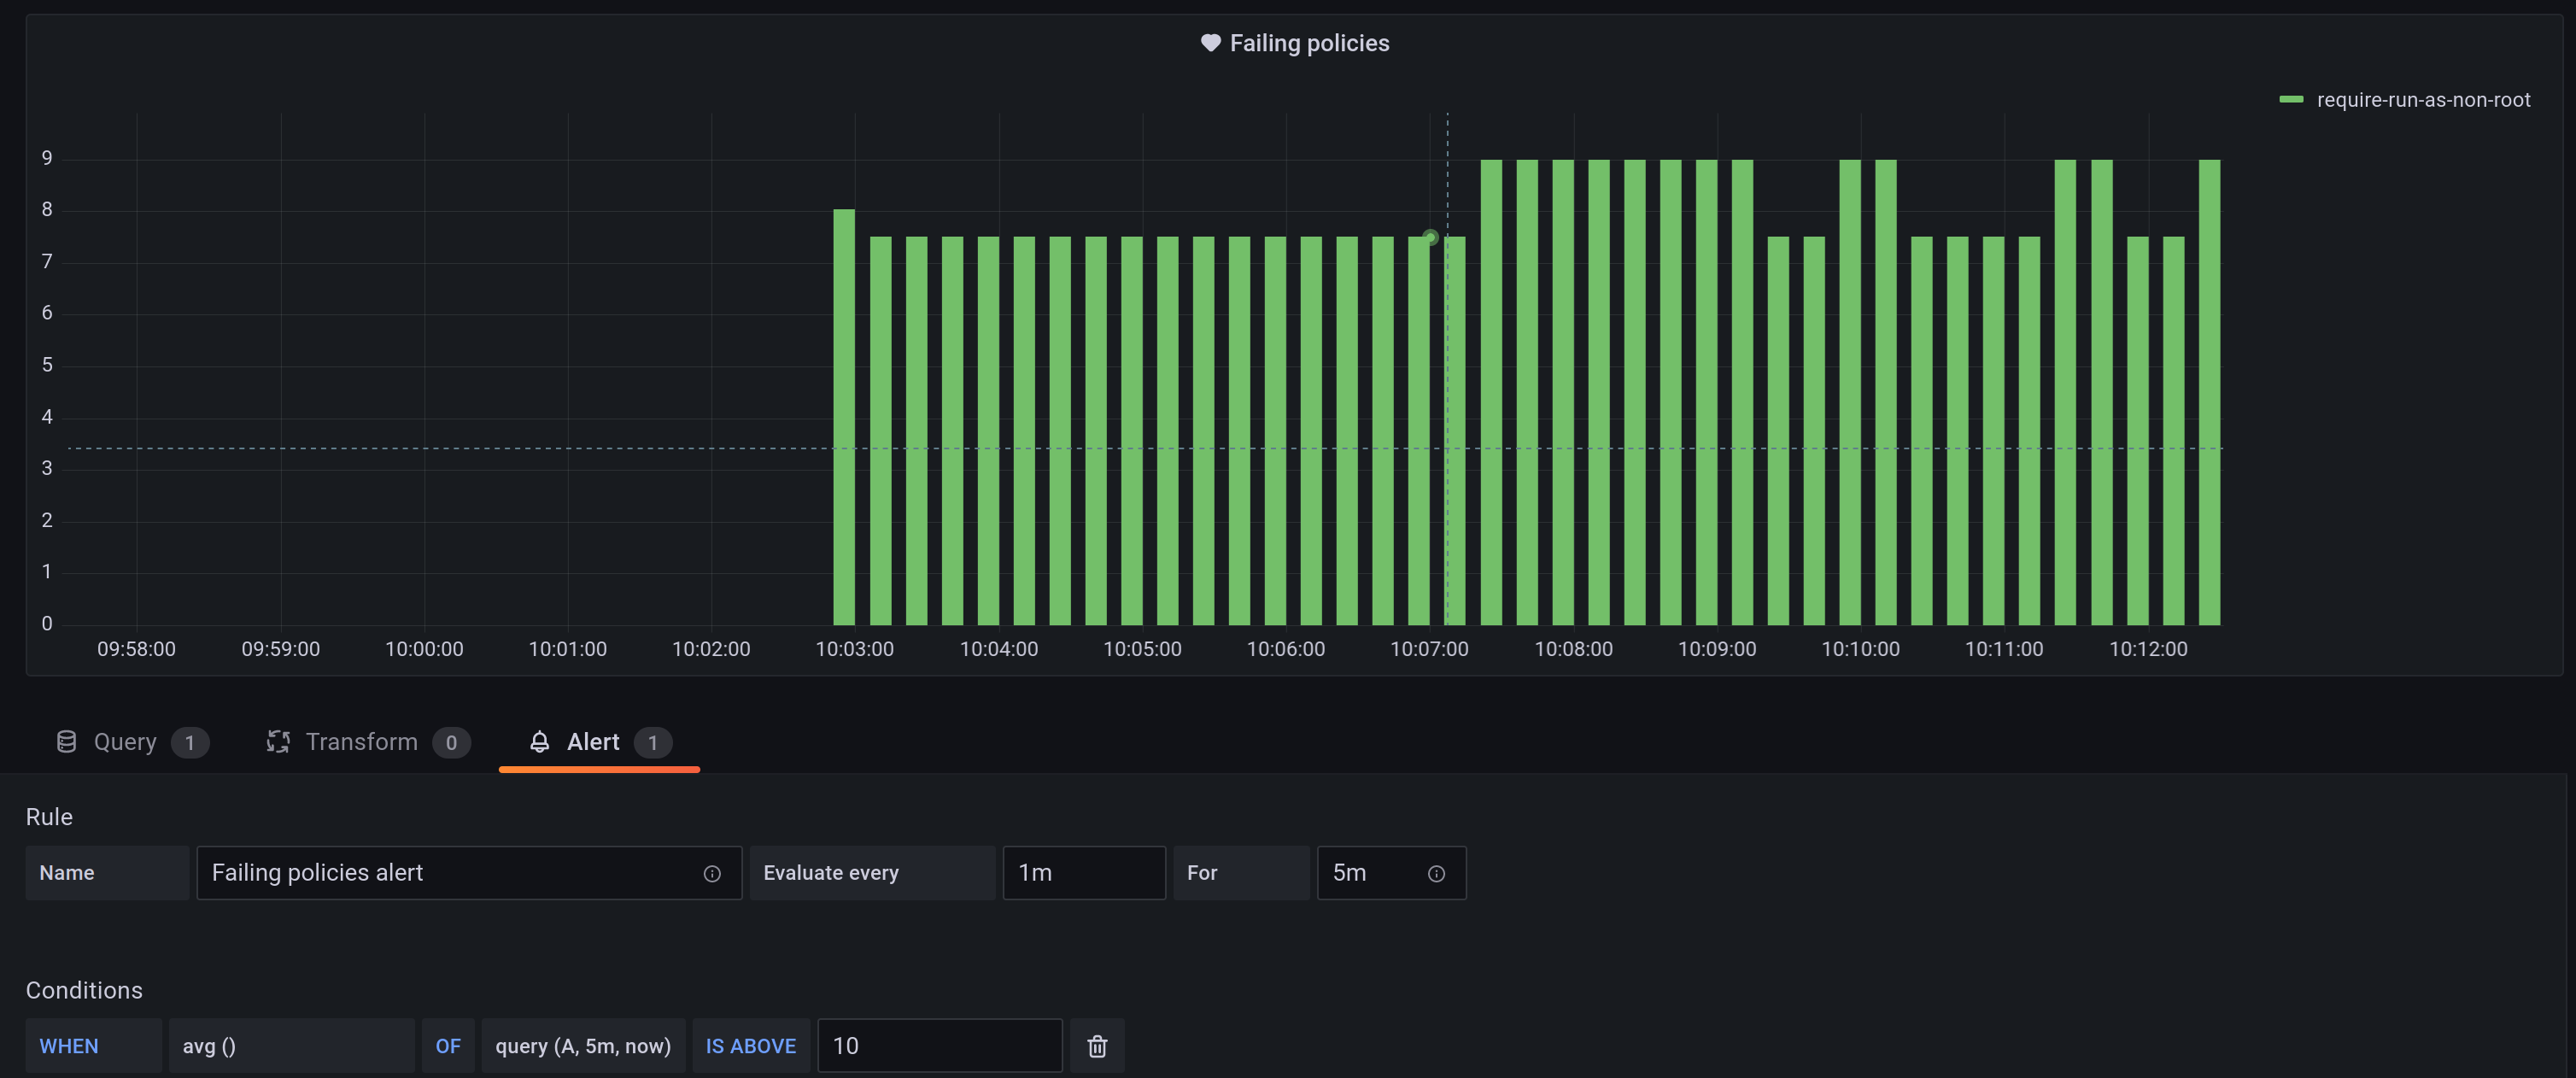 Failing policies
require-run-as-non-root
9
8
7
6
5
4
3
2
1
0
09:58:00 09:59:00 10:00:00 10:01:00 10:02:00 10:03:00 10:04:00 10:05:00 10:06:00 10:07:00 10:08:00 10:09:00 10:10:00 10:11:00 10:12:00
Query 1 Transform 0 Alert 1
Rule
Name Failing policies alert Evaluate every 1m For 5m
Conditions
WHEN avg () OF query (A, 5m, now) IS ABOVE 10